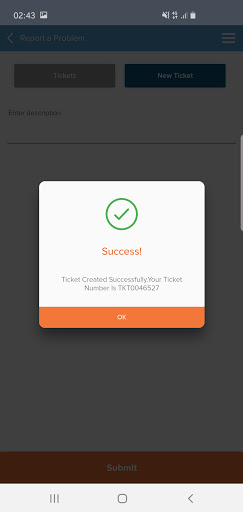 02:43
Report a Problem
Tickets
New Ticket
Enter description
Success!
Ticket Created Successfully,Your Ticket
Number Is TKT0046527
OK
Submit